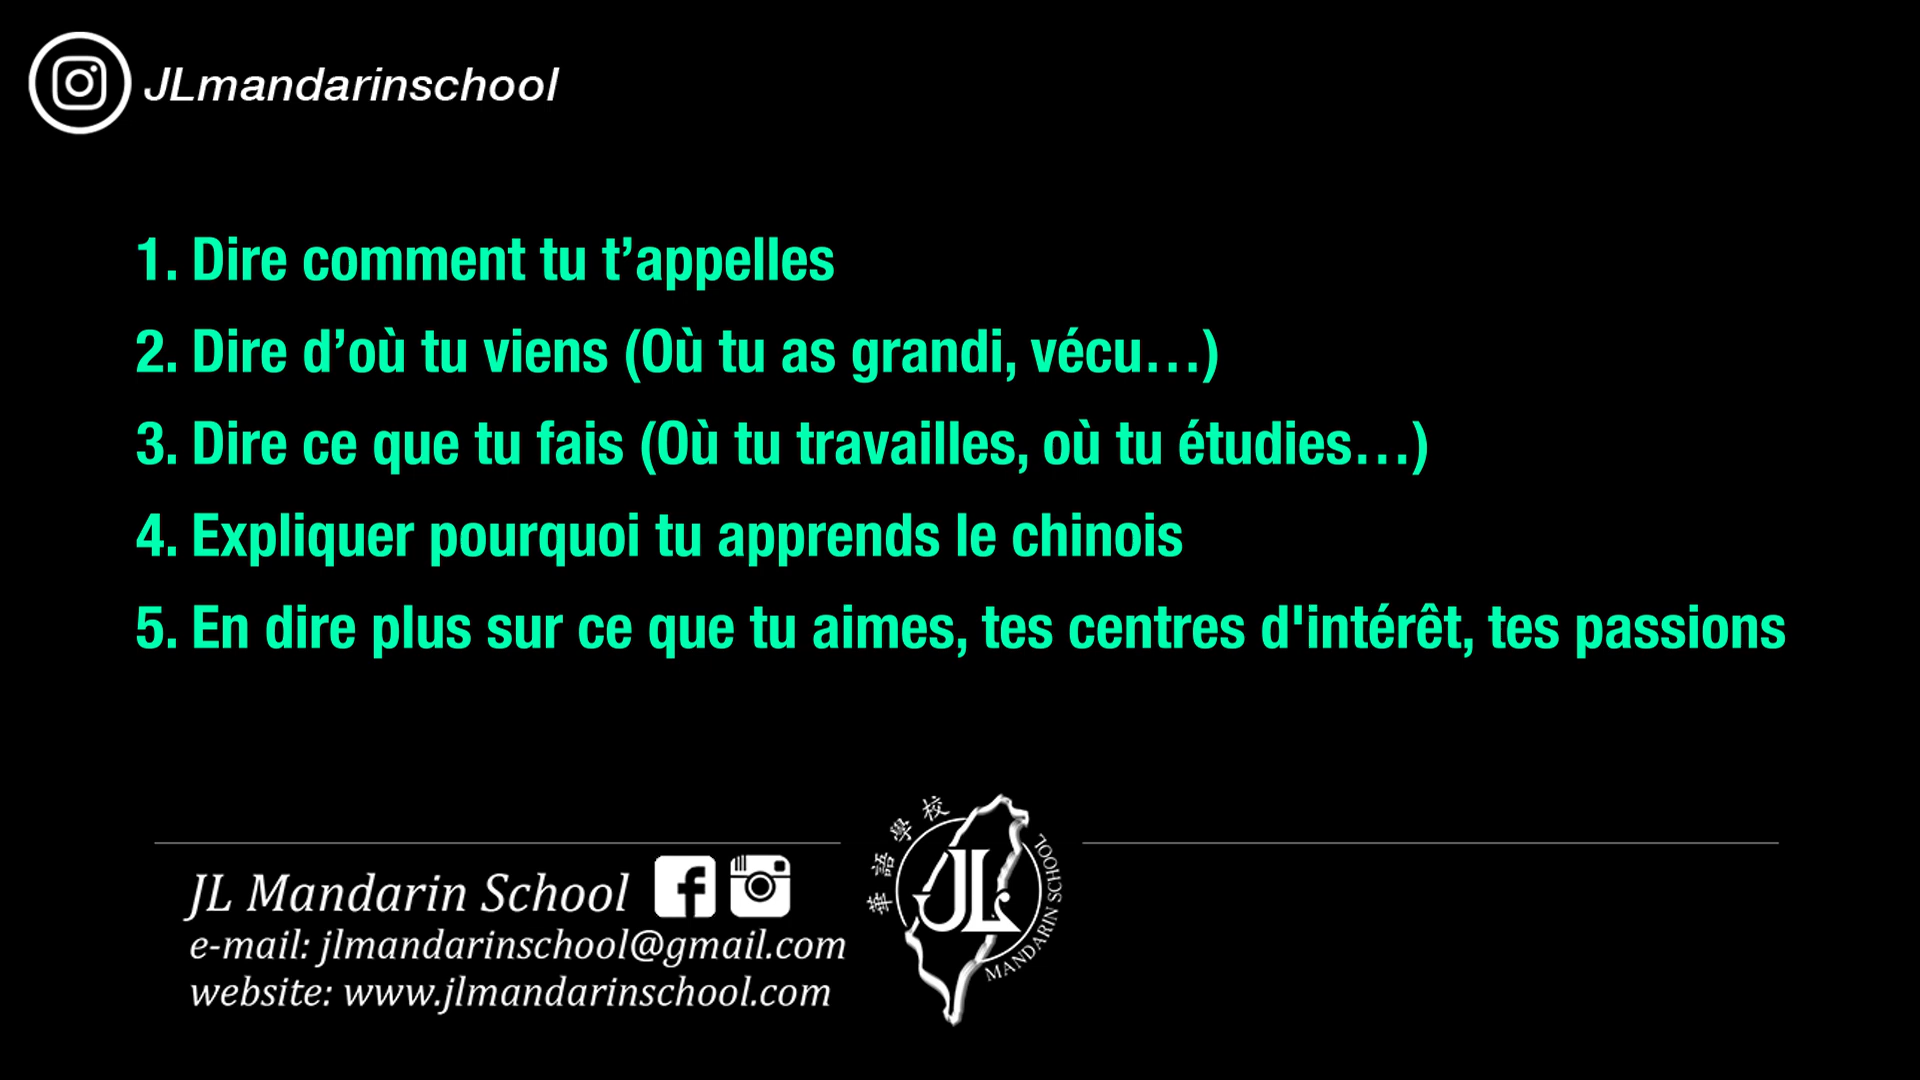 JLmandarinschool
1. Dire comment tu t’appelles
2. Dire d’où tu viens (Où tu as grandi, vécu…)
3. Dire ce que tu fais (Où tu travailles, où tu étudies…)
4. Expliquer pourquoi tu apprends le chinois
5. En dire plus sur ce que tu aimes, tes centres d'intérêt, tes passions
JL Mandarin School
e-mail: jlmandarinschool@gmail.com
website: www.jlmandarinschool.com
華語學校
JL
MANDARIN SCHOOL